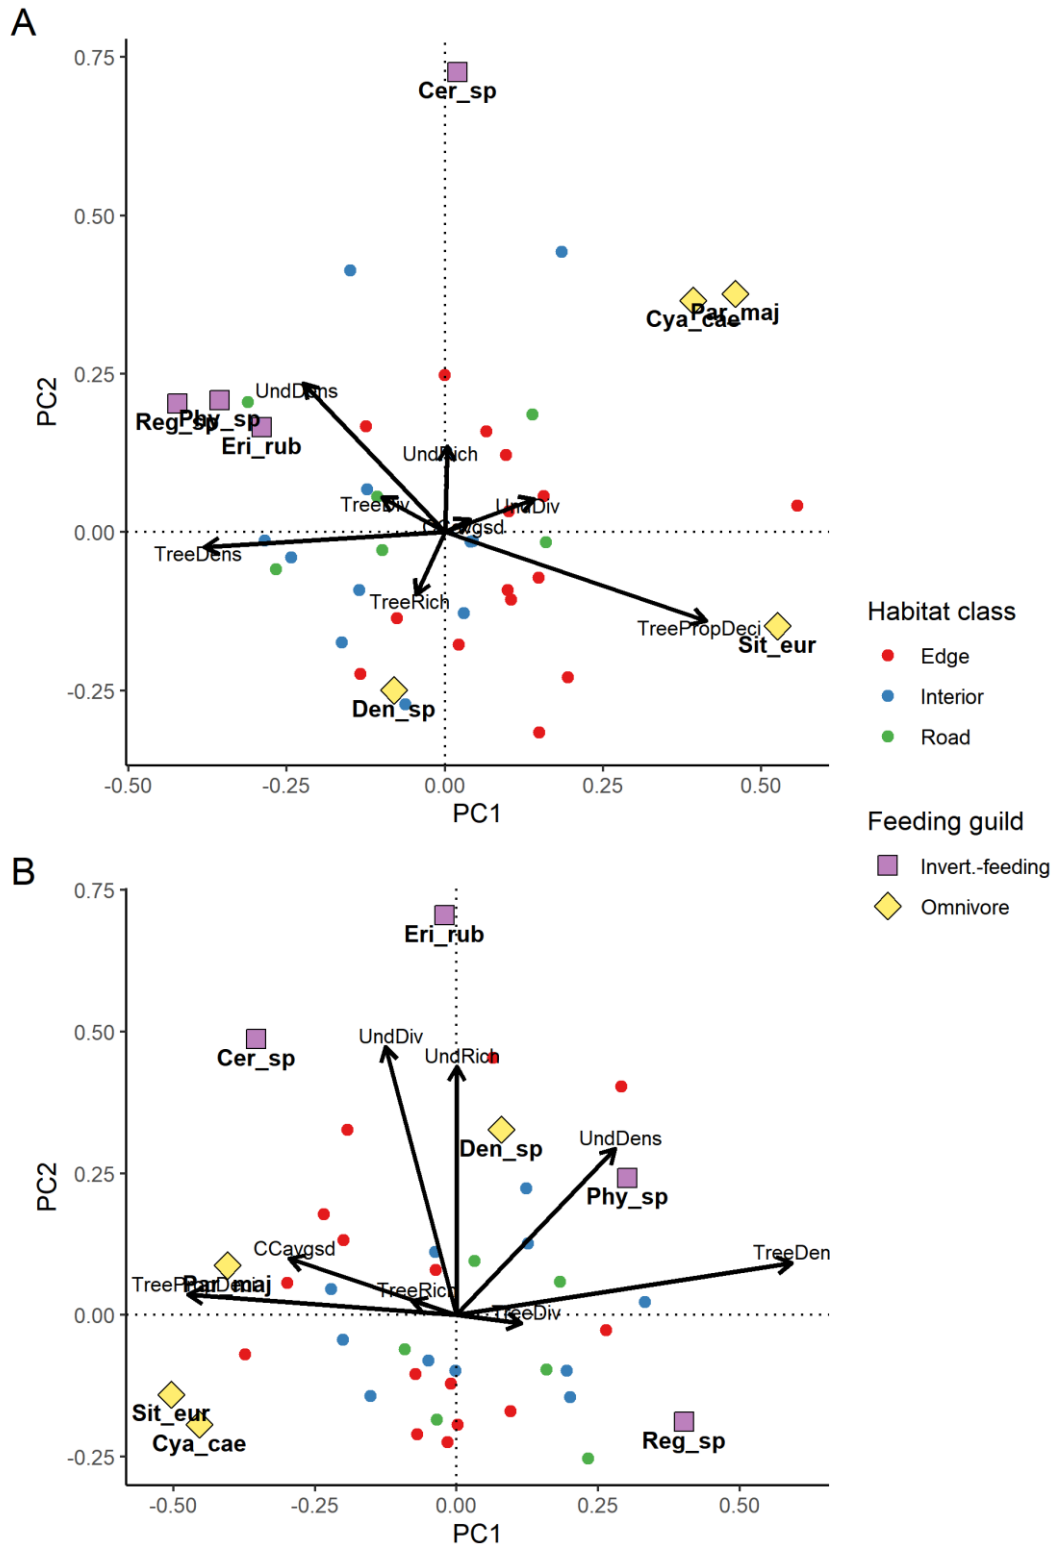 A
0.75
Cer_sp
0.50
Cya_cae
Par_maj
PC2
0.25
UndDens
Reg_sp
Phy_sp
Eri_rub
UndRich
TreeDiv
UndDiv
CCavgsd
0.00
TreeDens
TreeRich
TreePropDeci
Sit_eur
-0.25
Den_sp
-0.50 -0.25 0.00 0.25 0.50
PC1
Habitat class
Edge
Interior
Road
Feeding guild
Invert.-feeding
Omnivore
B
0.75
Eri_rub
0.50
UndDiv
UndRich
Cer_sp
Den_sp
UndDens
PC2
0.25
Phy_sp
CCavgsd
TreeDen
TreePropDeci
Par_maj
TreeRich
TreeDiv
0.00
Sit_eur
Cya_cae
Reg_sp
-0.25
-0.50 -0.25 0.00 0.25 0.50
PC1